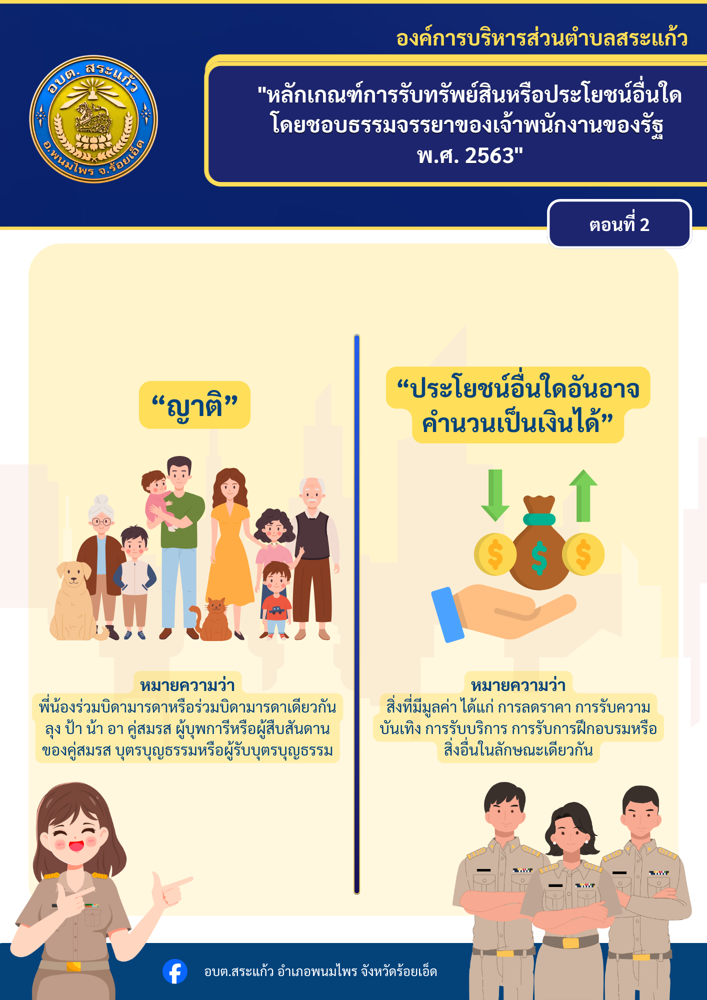 องค์การบริหารส่วนตำบลสระแก้ว
อบต. สระแก้ว
อ.พนมไพร จ.ร้อยเอ็ด
"หลักเกณฑ์การรับทรัพย์สินหรือประโยชน์อื่นใด
โดยชอบธรรมจรรยาของเจ้าพนักงานของรัฐ
พ.ศ. 2563"
ตอนที่ 2
“ญาติ”
หมายความว่า
พี่น้องร่วมบิดามารดาหรือร่วมบิดามารดาเดียวกัน
ลุง ป้า น้า อา คู่สมรส ผู้บุพการีหรือผู้สืบสันดาน
ของคู่สมรส บุตรบุญธรรมหรือผู้รับบุตรบุญธรรม
“ประโยชน์อื่นใดอันอาจ
คำนวนเป็นเงินได้”
หมายความว่า
สิ่งที่มีมูลค่า ได้แก่ การลดราคา การรับความ
บันเทิง การรับบริการ การรับการฝึกอบรมหรือ
สิ่งอื่นในลักษณะเดียวกัน
อบต.สระแก้ว อำเภอพนมไพร จังหวัดร้อยเอ็ด